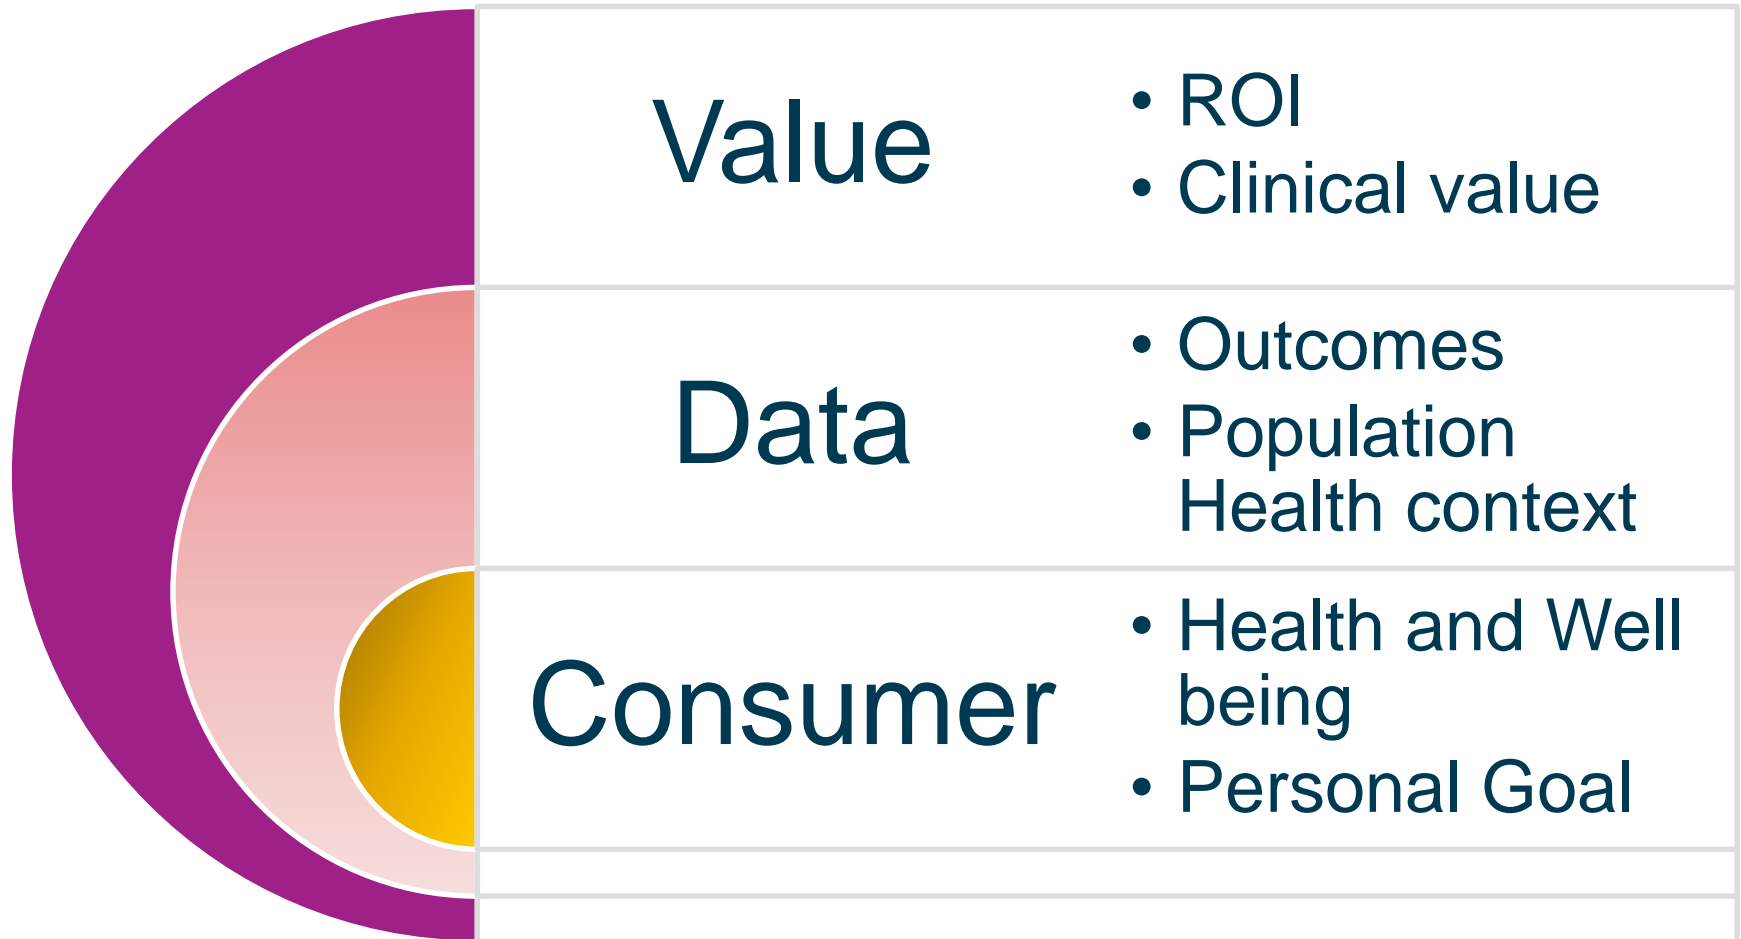 Value
• ROI
• Clinical value
Data
• Outcomes
• Population
Health context
Consumer
• Health and Well
being
• Personal Goal